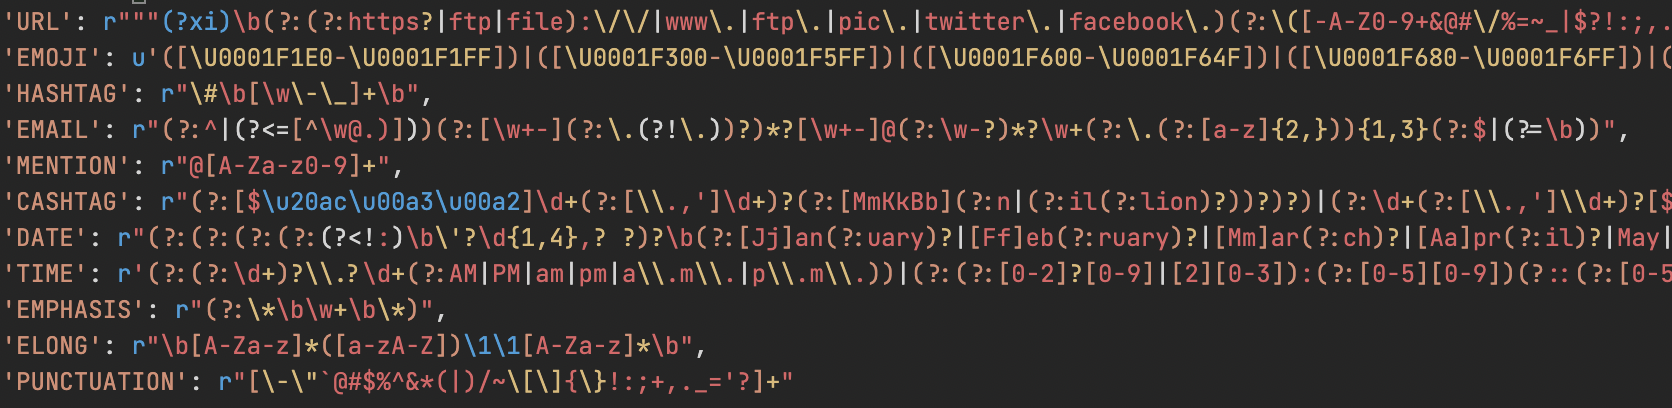 'URL': r"""(?xi)\b(?:(?:https?|ftp|file):\/\/|www\.|ftp\.|pic\.|twitter\.|facebook\.)(?:\([-A-Z0-9+&@#\/%=~_|$?!:;,.
'EMOJI': u'([\U0001F1E0-\U0001F1FF])|([\U0001F300-\U0001F5FF])|([\U0001F600-\U0001F64F])|([\U0001F680-\U0001F6FF])|(
'HASHTAG': r"\#\b[\w\-\_]+\b",
'EMAIL': r"(?:^|(?<=[^\w@.)]))(?:[\w+-](?:\.(?!\.))?)*?[\w+-]@(?:\w-?)*?\w+(?:\.(?:[a-z]{2,})){1,3}(?:$|(?=\b))",
'MENTION': r"@[A-Za-z0-9]+",
'CASHTAG': r"(?:[$\u20ac\u00a3\u00a2]\d+(?:[\\.,']\d+)?(?:[MmKkBb](?:n|(?:il(?:lion)?))?)?)|(?:\d+(?:[\\.,']\\d+)?[$
'DATE': r"(?:(?:(?:(?:(?<!:)\b\'?\d{1,4},? ?)?\b(?:[Jj]an(?:uary)?|[Ff]eb(?:ruary)?|[Mm]ar(?:ch)?|[Aa]pr(?:il)?|May|
'TIME': r'(?:(?:\d+)?\\.?\d+(?:AM|PM|am|pm|a\\.m\\.|p\\.m\\.))|(?:(?:[0-2]?[0-9]|[2][0-3]):(?:[0-5][0-9])(?::(?:[0-5
'EMPHASIS': r"(?:\*\b\w+\b\*)",
'ELONG': r"\b[A-Za-z]*([a-zA-Z])\1\1[A-Za-z]*\b",
'PUNCTUATION': r"[\-\"`@#$%^&*(|)/~\[\]{\}!:;+,._='?]+"